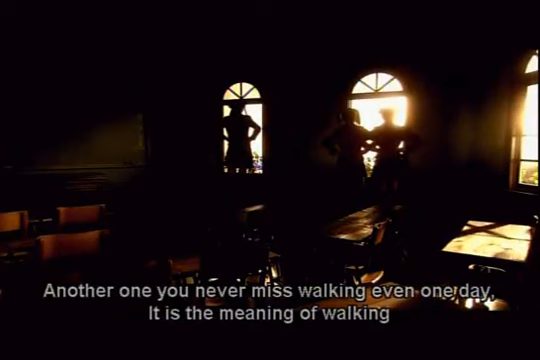 Another one you never miss walking even one day,
It is the meaning of walking